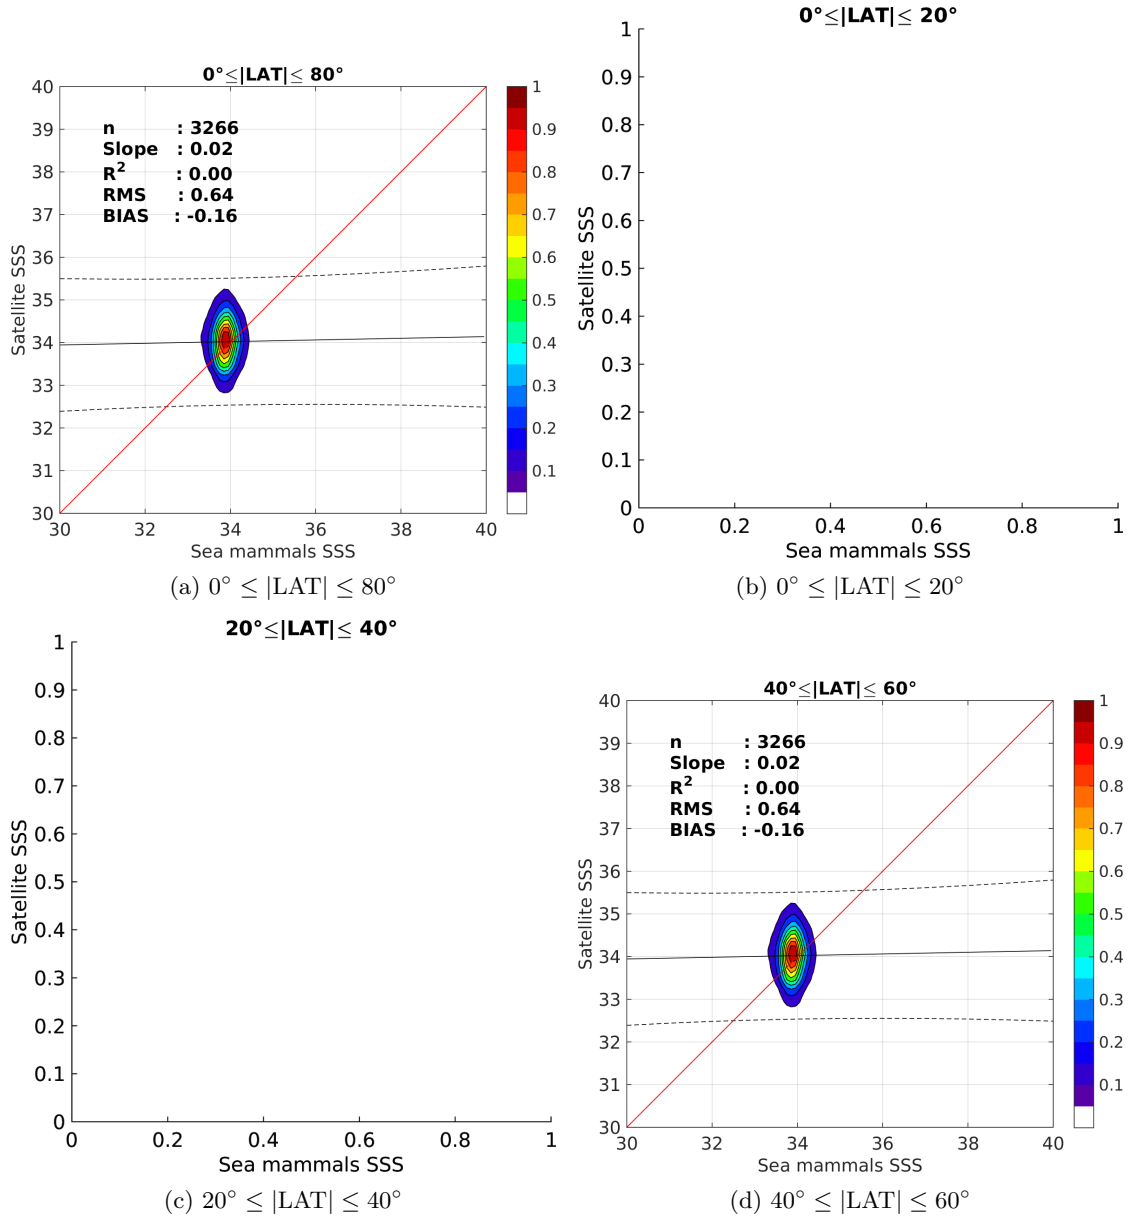 0°≤|LAT|≤ 80°
40
39
38
37
36
35
34
33
32
31
30
n : 3266
Slope : 0.02
R² : 0.00
RMS : 0.64
BIAS : -0.16
30 32 34 36 38 40
Sea mammals SSS
Satellite SSS
1
0.9
0.8
0.7
0.6
0.5
0.4
0.3
0.2
0.1
(a) 0° ≤ |LAT| ≤ 80°
0°≤|LAT|≤ 20°
1
0.9
0.8
0.7
0.6
0.5
0.4
0.3
0.2
0.1
0
0 0.2 0.4 0.6 0.8 1
Sea mammals SSS
Satellite SSS
(b) 0° ≤ |LAT| ≤ 20°
20°≤|LAT|≤ 40°
1
0.9
0.8
0.7
0.6
0.5
0.4
0.3
0.2
0.1
0
0 0.2 0.4 0.6 0.8 1
Sea mammals SSS
Satellite SSS
(c) 20° ≤ |LAT| ≤ 40°
40°≤|LAT|≤ 60°
40
39
38
37
36
35
34
33
32
31
30
n : 3266
Slope : 0.02
R² : 0.00
RMS : 0.64
BIAS : -0.16
30 32 34 36 38 40
Sea mammals SSS
Satellite SSS
1
0.9
0.8
0.7
0.6
0.5
0.4
0.3
0.2
0.1
(d) 40° ≤ |LAT| ≤ 60°